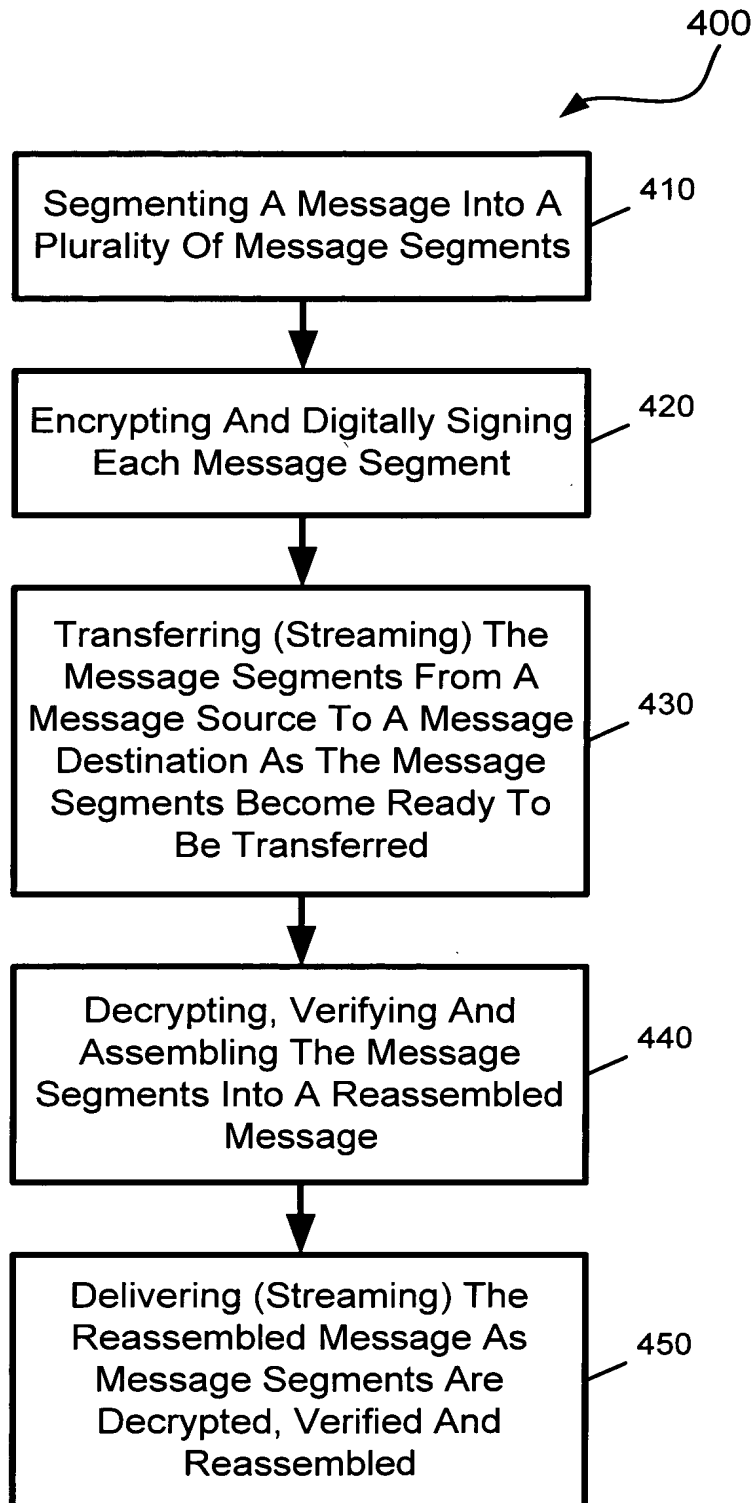 400
Segmenting A Message Into A
Plurality Of Message Segments
410
Encrypting And Digitally Signing
Each Message Segment
420
Transferring (Streaming) The
Message Segments From A
Message Source To A Message
Destination As The Message
Segments Become Ready To
Be Transferred
430
Decrypting, Verifying And
Assembling The Message
Segments Into A Reassembled
Message
440
Delivering (Streaming) The
Reassembled Message As
Message Segments Are
Decrypted, Verified And
Reassembled
450